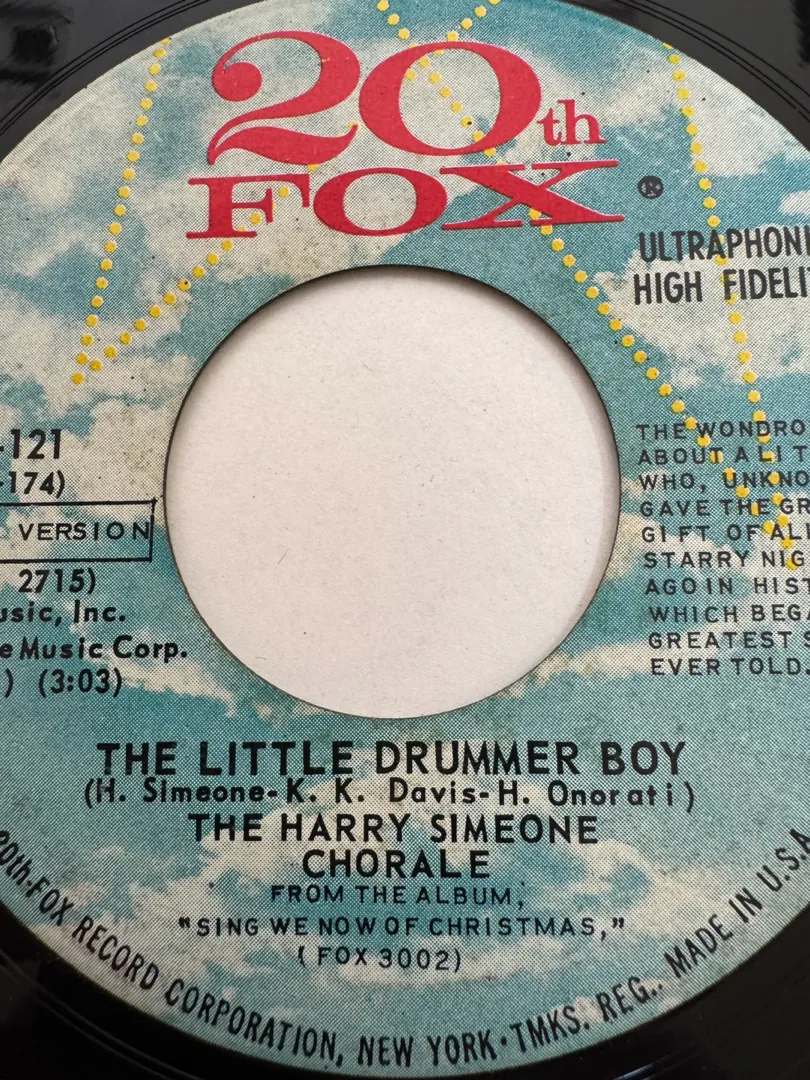 20th
FOX ®
ULTRAPHONI
HIGH FIDELI
-121
-174)
VERSION
2715)
usic, Inc.
e Music Corp.
) (3:03)
THE WONDRO
ABOUT A LIT
WHO, UNKNO
GAVE THE GR
GIFT OF ALL
STARRY NIG
AGO IN HIST
WHICH BEGA
GREATEST S
EVER TOLD.
THE LITTLE DRUMMER BOY
(H. Simeone-K. K. Davis-H. Onorati)
THE HARRY SIMEONE
CHORALE
FROM THE ALBUM,
"SING WE NOW OF CHRISTMAS,"
(FOX 3002)
20th-FOX RECORD CORPORATION, NEW YORK • TMKS. REG.. MADE IN U.S.A.